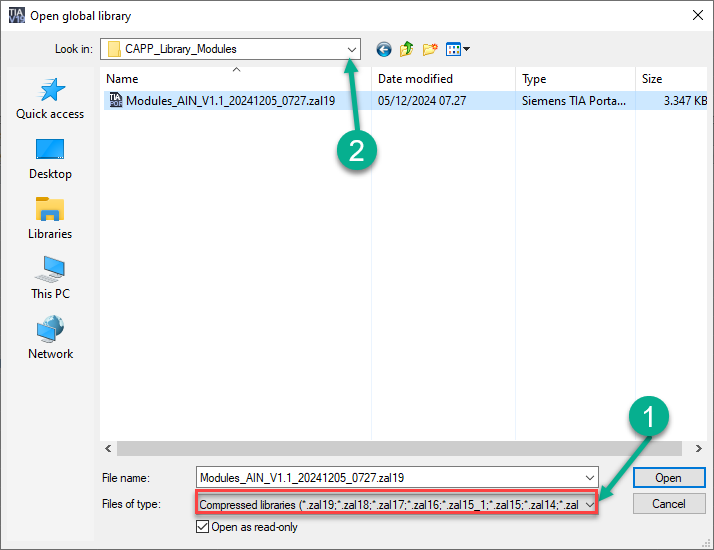 Open global library
Look in: CAPP_Library_Modules
Name Date modified Type Size
Modules_AIN_V1.1_20241205_0727.zal19 05/12/2024 07.27 Siemens TIA Porta... 3.347 KB
2
Quick access
Desktop
Libraries
This PC
Network
1
File name: Modules_AIN_V1.1_20241205_0727.zal19 Open
Files of type: Compressed libraries (*.zal19;*.zal18;*.zal17;*.zal16;*.zal15_1;*.zal15;*.zal14;*.zal Cancel
Open as read-only